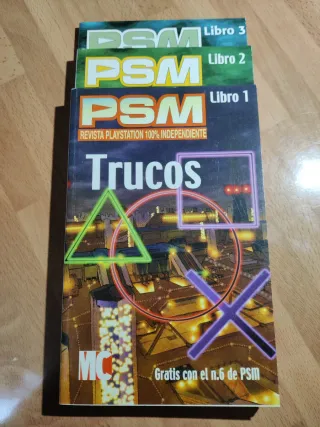 PSM Libro 3
PSM Libro 2
PSM Libro 1
REVISTA PLAYSTATION 100% INDEPENDIENTE
Trucos
MC
Gratis con el n.6 de PSM